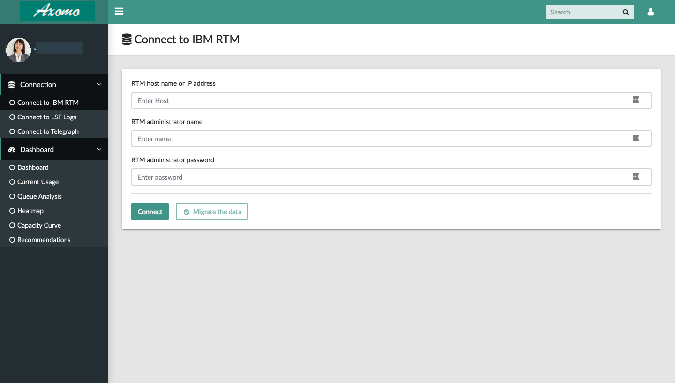 Axomo
Search
Connection
Connect to IBM RTM
Connect to LSF Logs
Connect to Telegraph
Dashboard
Dashboard
Current Usage
Queue Analysis
Heatmap
Capacity Curve
Recommendations
Connect to IBM RTM
RTM host name or IP address
Enter Host
RTM administrator name
Enter name
RTM administrator password
Enter password
Connect
Migrate the data